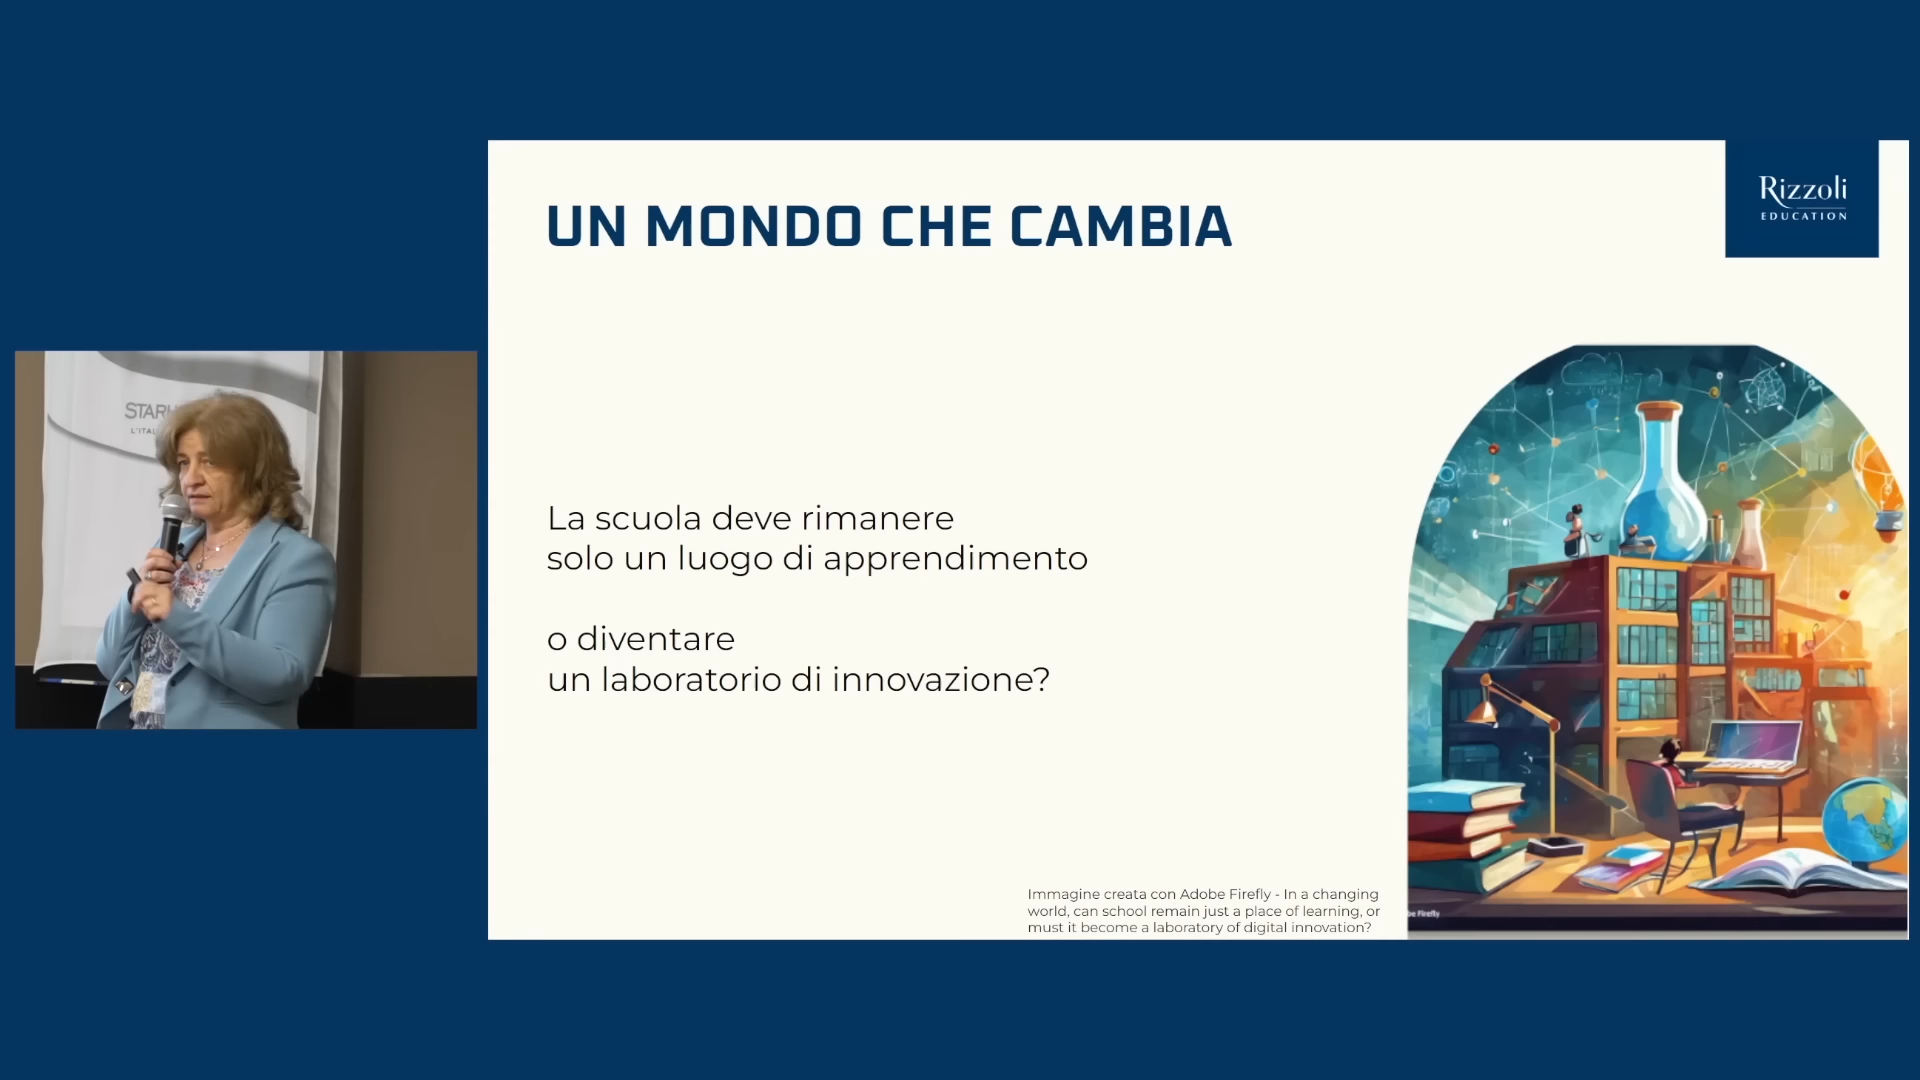 UN MONDO CHE CAMBIA
Rizzoli
EDUCATION
La scuola deve rimanere
solo un luogo di apprendimento
o diventare
un laboratorio di innovazione?
Immagine creata con Adobe Firefly - In a changing
world, can school remain just a place of learning, or
must it become a laboratory of digital innovation?
Firefly